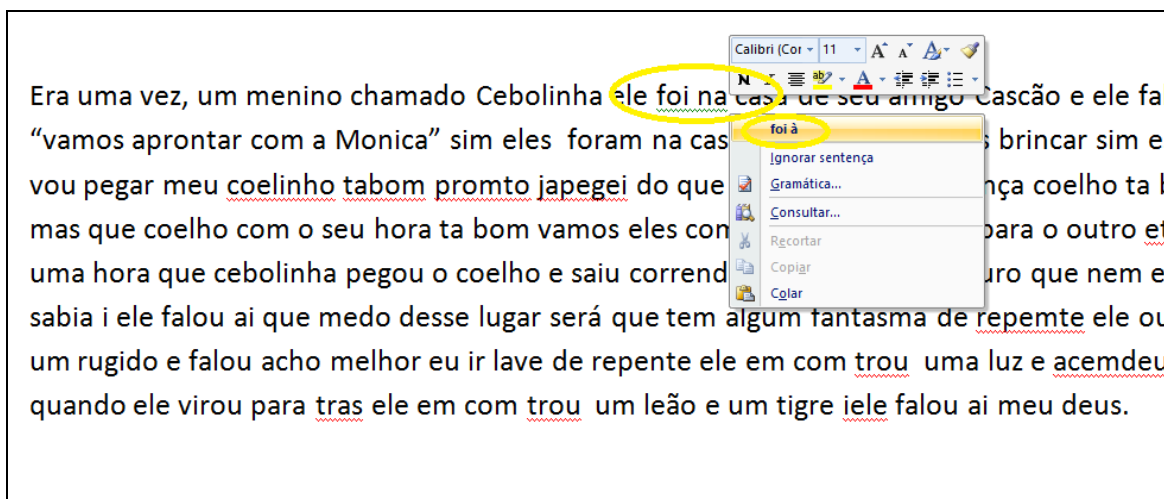 Calibri (Cor 11 A A A
N I ab A
Era uma vez, um menino chamado Cebolinha ele foi na casa de seu amigo Cascão e ele fa
“vamos aprontar com a Monica” sim eles foram na cas s brincar sim e
vou pegar meu coelinho tabom promto japegei do que nça coelho ta b
mas que coelho com o seu hora ta bom vamos eles com para o outro et
uma hora que cebolinha pegou o coelho e saiu corrend uro que nem e
sabia i ele falou ai que medo desse lugar será que tem algum fantasma de repemte ele ou
um rugido e falou acho melhor eu ir lave de repente ele em com trou uma luz e acemdeu
quando ele virou para tras ele em com trou um leão e um tigre iele falou ai meu deus.
foi à
Ignorar sentença
Gramática...
Consultar...
Recortar
Copiar
Colar